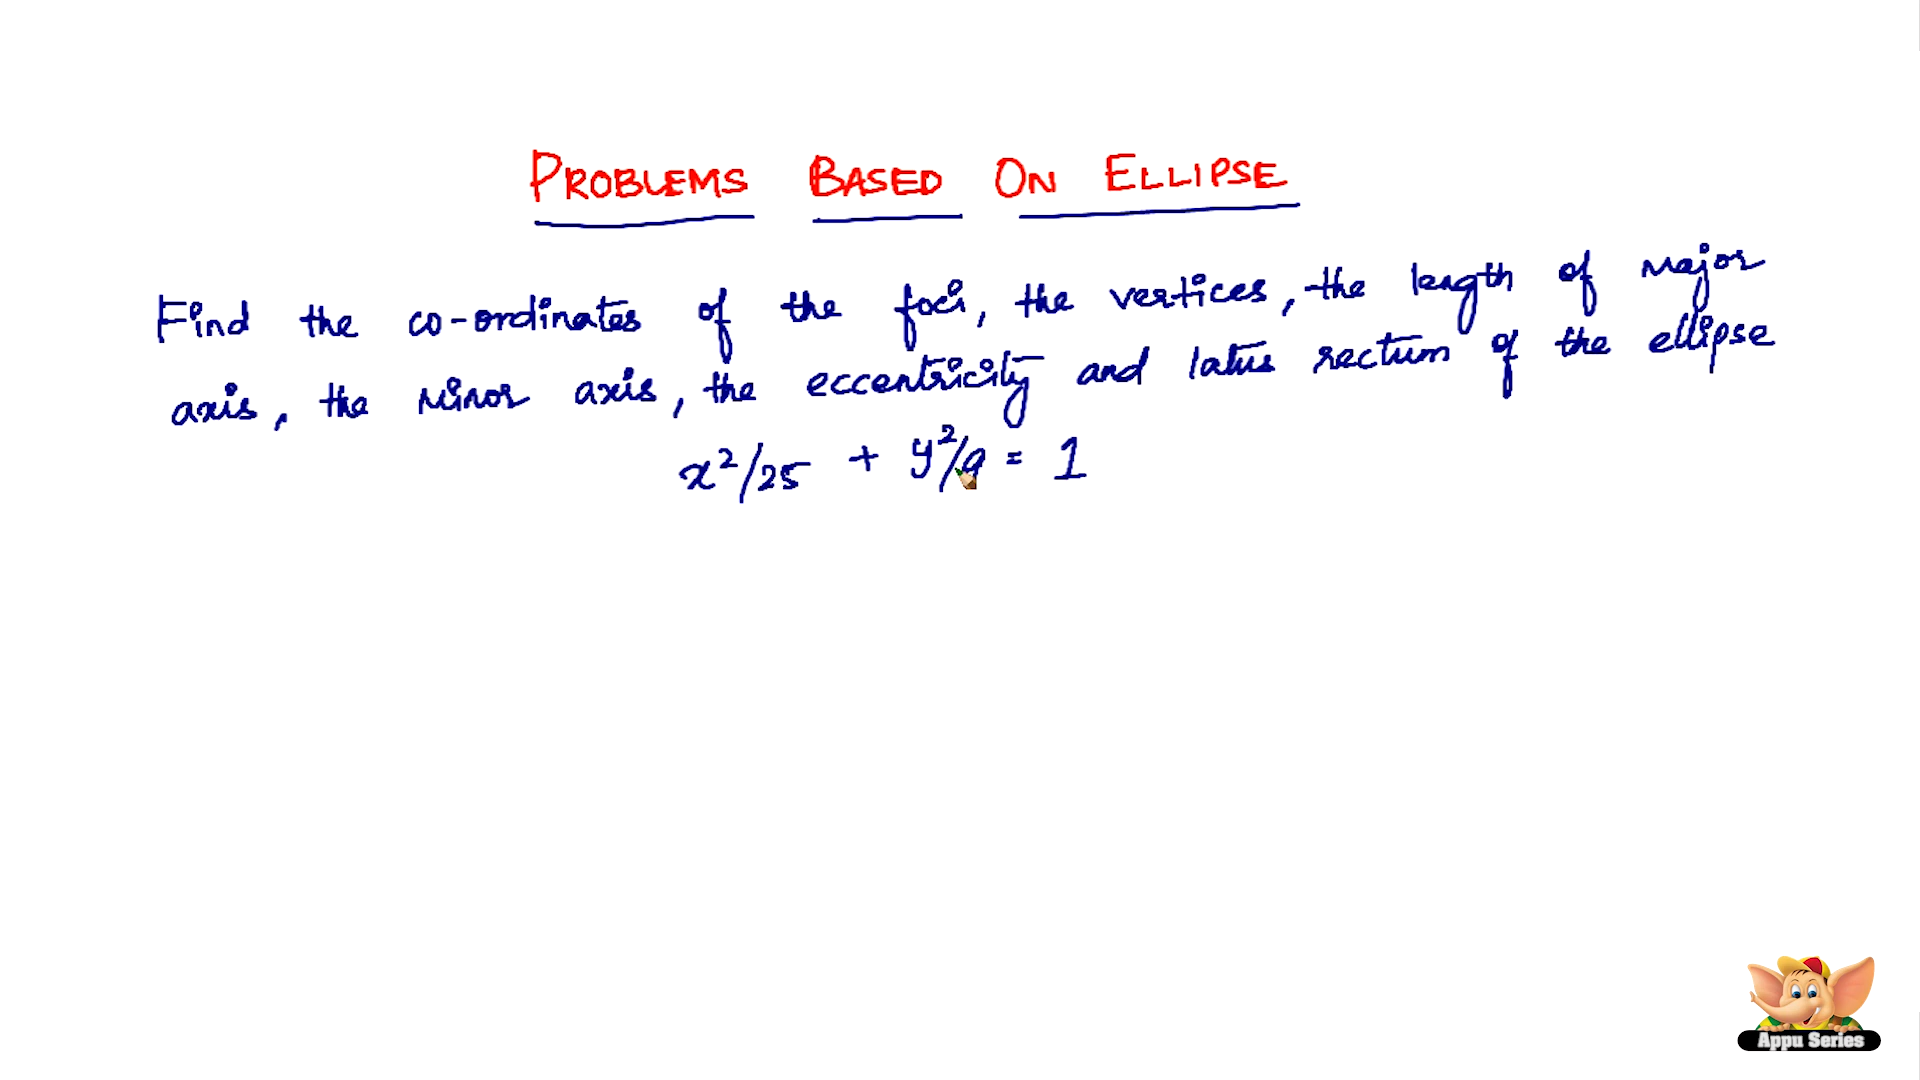 PROBLEMS BASED ON ELLIPSE
Find the co-ordinates of the foci, the vertices, the length of major
axis, the minor axis, the eccentricity and latus rectum of the ellipse
x²/25 + y²/9 = 1
Appu Series